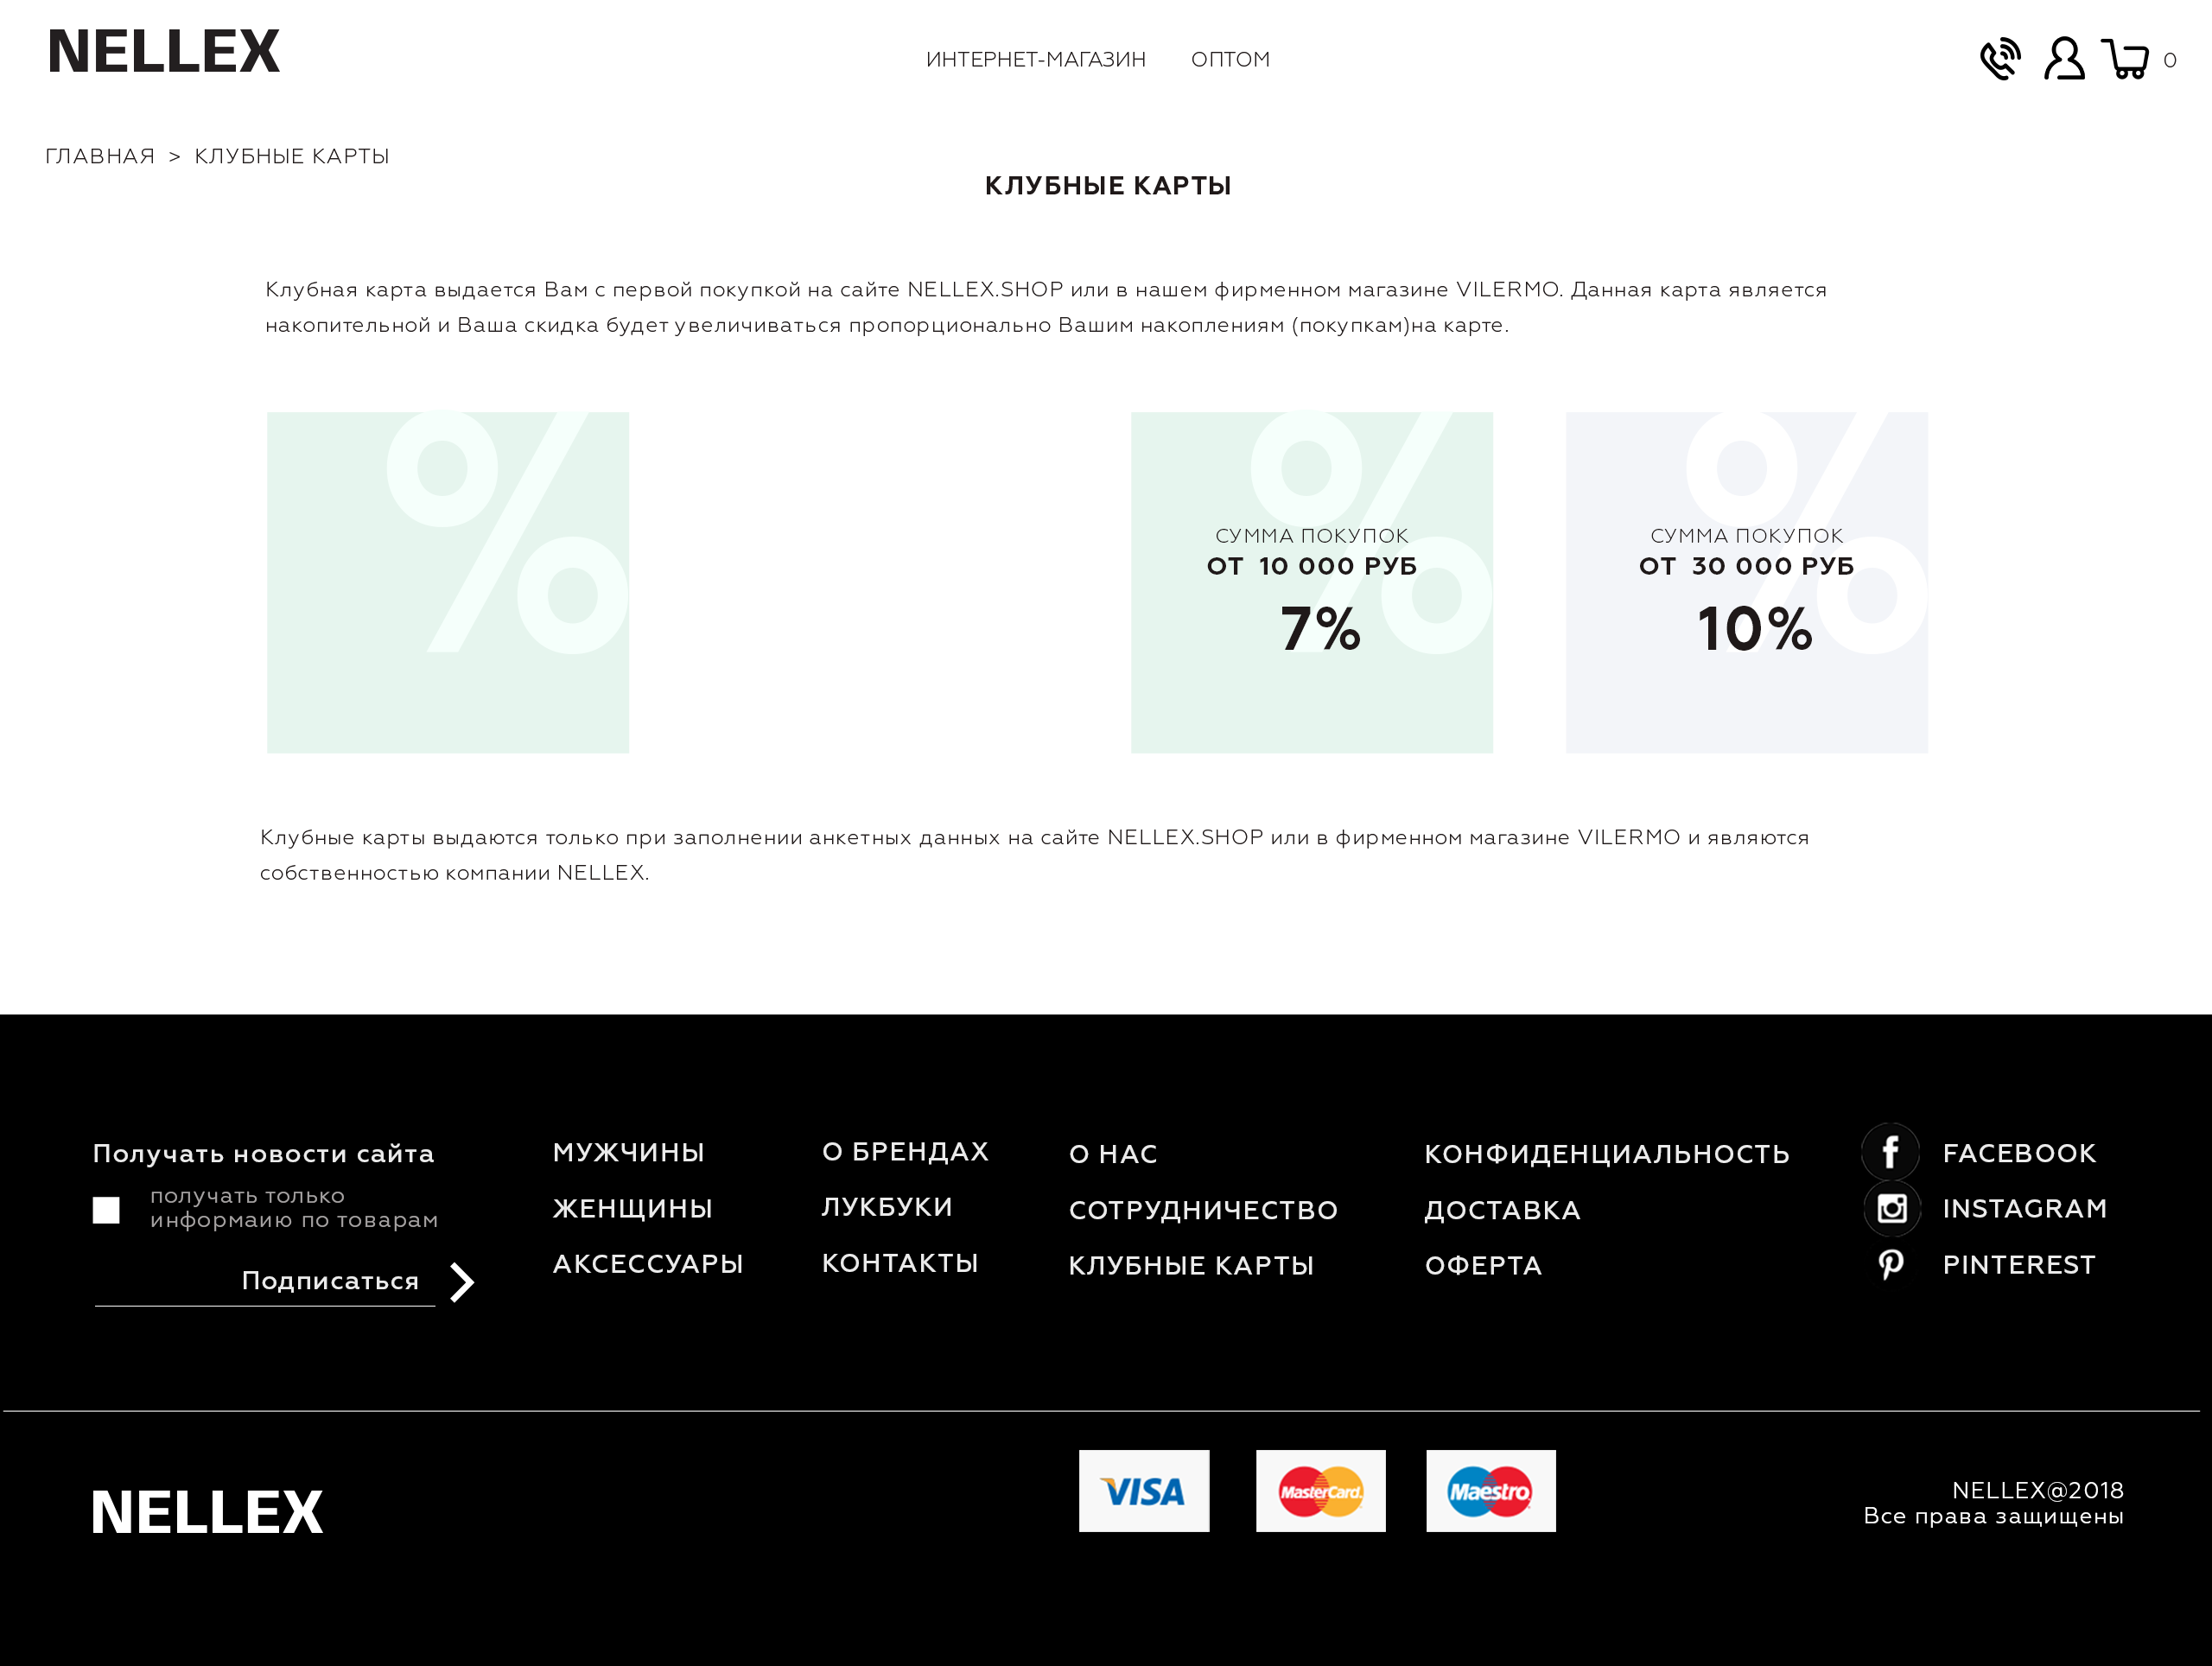 NELLEX
ИНТЕРНЕТ-МАГАЗИН ОПТОМ
0
ГЛАВНАЯ > КЛУБНЫЕ КАРТЫ
КЛУБНЫЕ КАРТЫ
Клубная карта выдается Вам с первой покупкой на сайте NELLEX.SHOP или в нашем фирменном магазине VILERMO. Данная карта является
накопительной и Ваша скидка будет увеличиваться пропорционально Вашим накоплениям (покупкам)на карте.
%
%
СУММА ПОКУПОК
ОТ 10 000 РУБ
7%
%
СУММА ПОКУПОК
ОТ 30 000 РУБ
10%
Клубные карты выдаются только при заполнении анкетных данных на сайте NELLEX.SHOP или в фирменном магазине VILERMO и являются
собственностью компании NELLEX.
Получать новости сайта
получать только
информаию по товарам
Подписаться
МУЖЧИНЫ
ЖЕНЩИНЫ
АКСЕССУАРЫ
О БРЕНДАХ
ЛУКБУКИ
КОНТАКТЫ
О НАС
СОТРУДНИЧЕСТВО
КЛУБНЫЕ КАРТЫ
КОНФИДЕНЦИАЛЬНОСТЬ
ДОСТАВКА
ОФЕРТА
FACEBOOK
INSTAGRAM
PINTEREST
NELLEX
VISA
MasterCard
Maestro
NELLEX@2018
Все права защищены